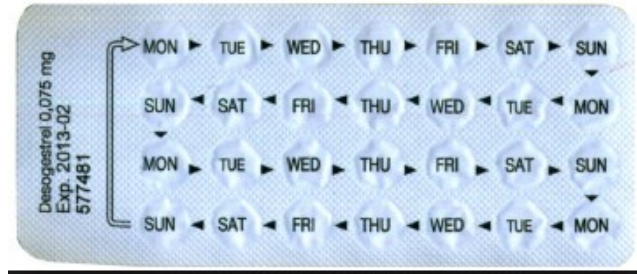 Desogestrel 0,075 mg
Exp. 2013-02
577481
MON TUE WED THU FRI SAT SUN
SUN SAT FRI THU WED TUE MON
MON TUE WED THU FRI SAT SUN
SUN SAT FRI THU WED TUE MON